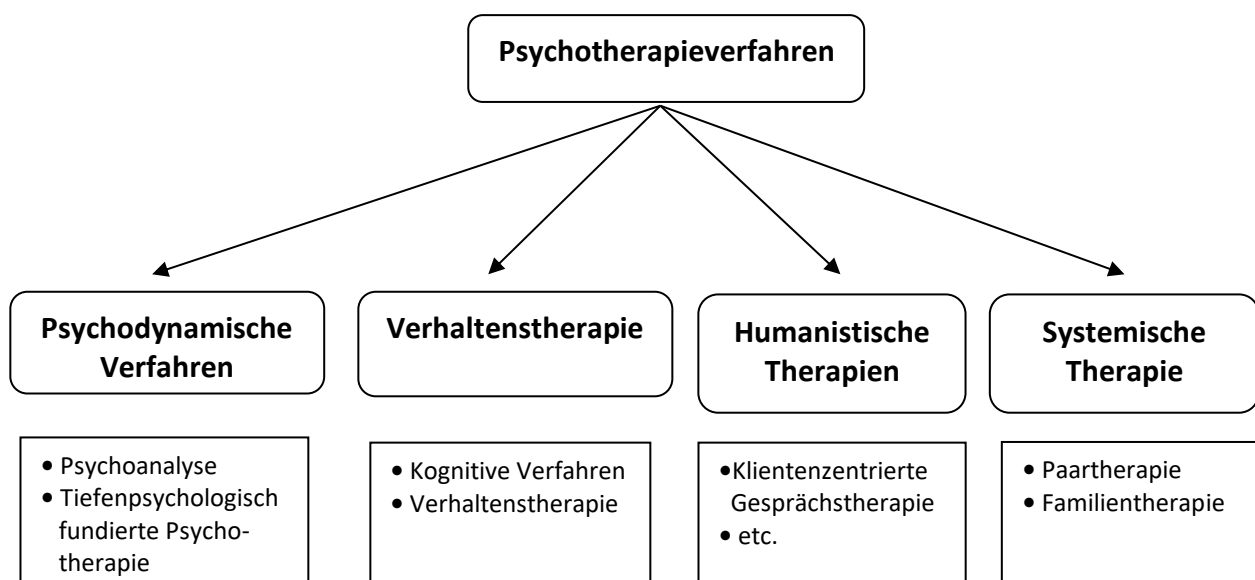 Psychotherapieverfahren
Psychodynamische
Verfahren
Verhaltenstherapie
Humanistische
Therapien
Systemische
Therapie
• Psychoanalyse
• Tiefenpsychologisch
fundierte Psycho-
therapie
• Kognitive Verfahren
• Verhaltenstherapie
•Klientenzentrierte
Gesprächstherapie
• etc.
• Paartherapie
• Familientherapie